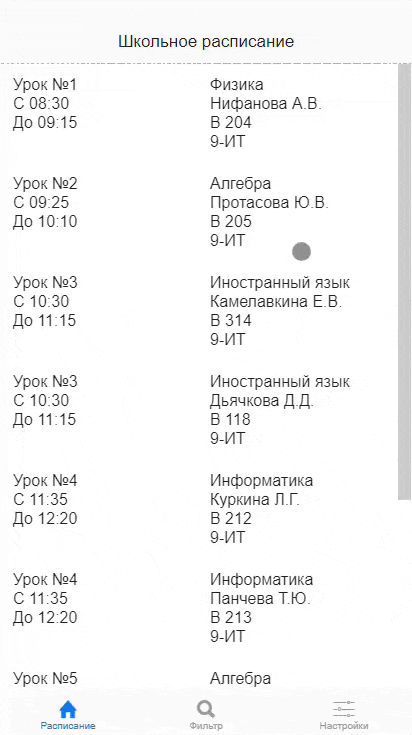 Школьное расписание
Урок №1 Физика
С 08:30 Нифанова А.В.
До 09:15 В 204
9-ИТ
Урок №2 Алгебра
С 09:25 Протасова Ю.В.
До 10:10 В 205
9-ИТ
Урок №3 Иностранный язык
С 10:30 Камелавкина Е.В.
До 11:15 В 314
9-ИТ
Урок №3 Иностранный язык
С 10:30 Дьячкова Д.Д.
До 11:15 В 118
9-ИТ
Урок №4 Информатика
С 11:35 Куркина Л.Г.
До 12:20 В 212
9-ИТ
Урок №4 Информатика
С 11:35 Панчева Т.Ю.
До 12:20 В 213
9-ИТ
Урок №5 Алгебра
Расписание Фильтр Настройки